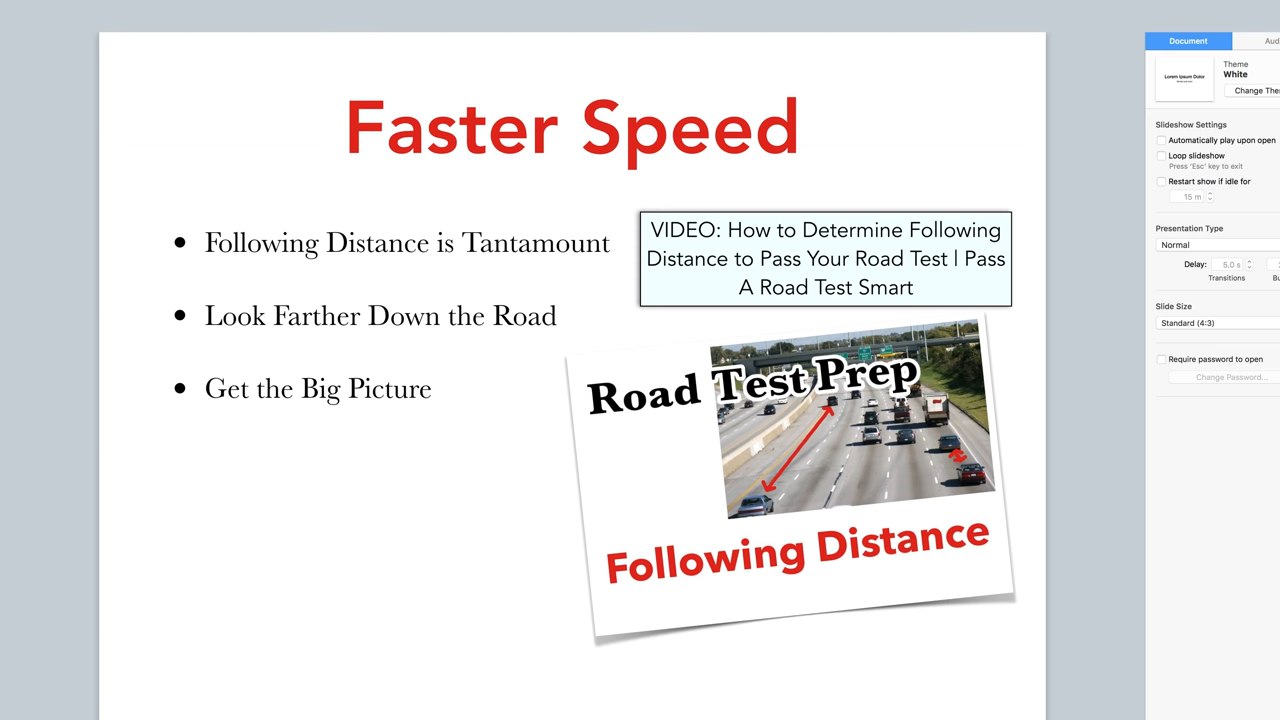 Faster Speed
• Following Distance is Tantamount
• Look Farther Down the Road
• Get the Big Picture
VIDEO: How to Determine Following
Distance to Pass Your Road Test | Pass
A Road Test Smart
Road Test Prep
Following Distance
Document
Theme
White
Slideshow Settings
Automatically play upon open
Loop slideshow
Press 'Esc' key to exit
Restart show if idle for
15 m
Presentation Type
Normal
Delay: 5.0 s
Transitions
Slide Size
Standard (4:3)
Require password to open
Change Password...